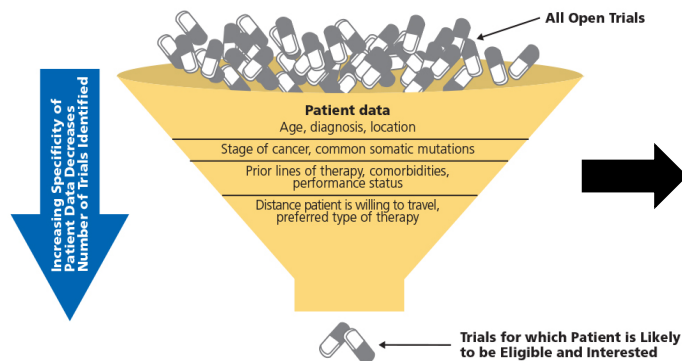 All Open Trials
Patient data
Age, diagnosis, location
Stage of cancer, common somatic mutations
Prior lines of therapy, comorbidities,
performance status
Distance patient is willing to travel,
preferred type of therapy
Increasing Specificity of
Patient Data Decreases
Number of Trials Identified
Trials for which Patient is Likely
to be Eligible and Interested